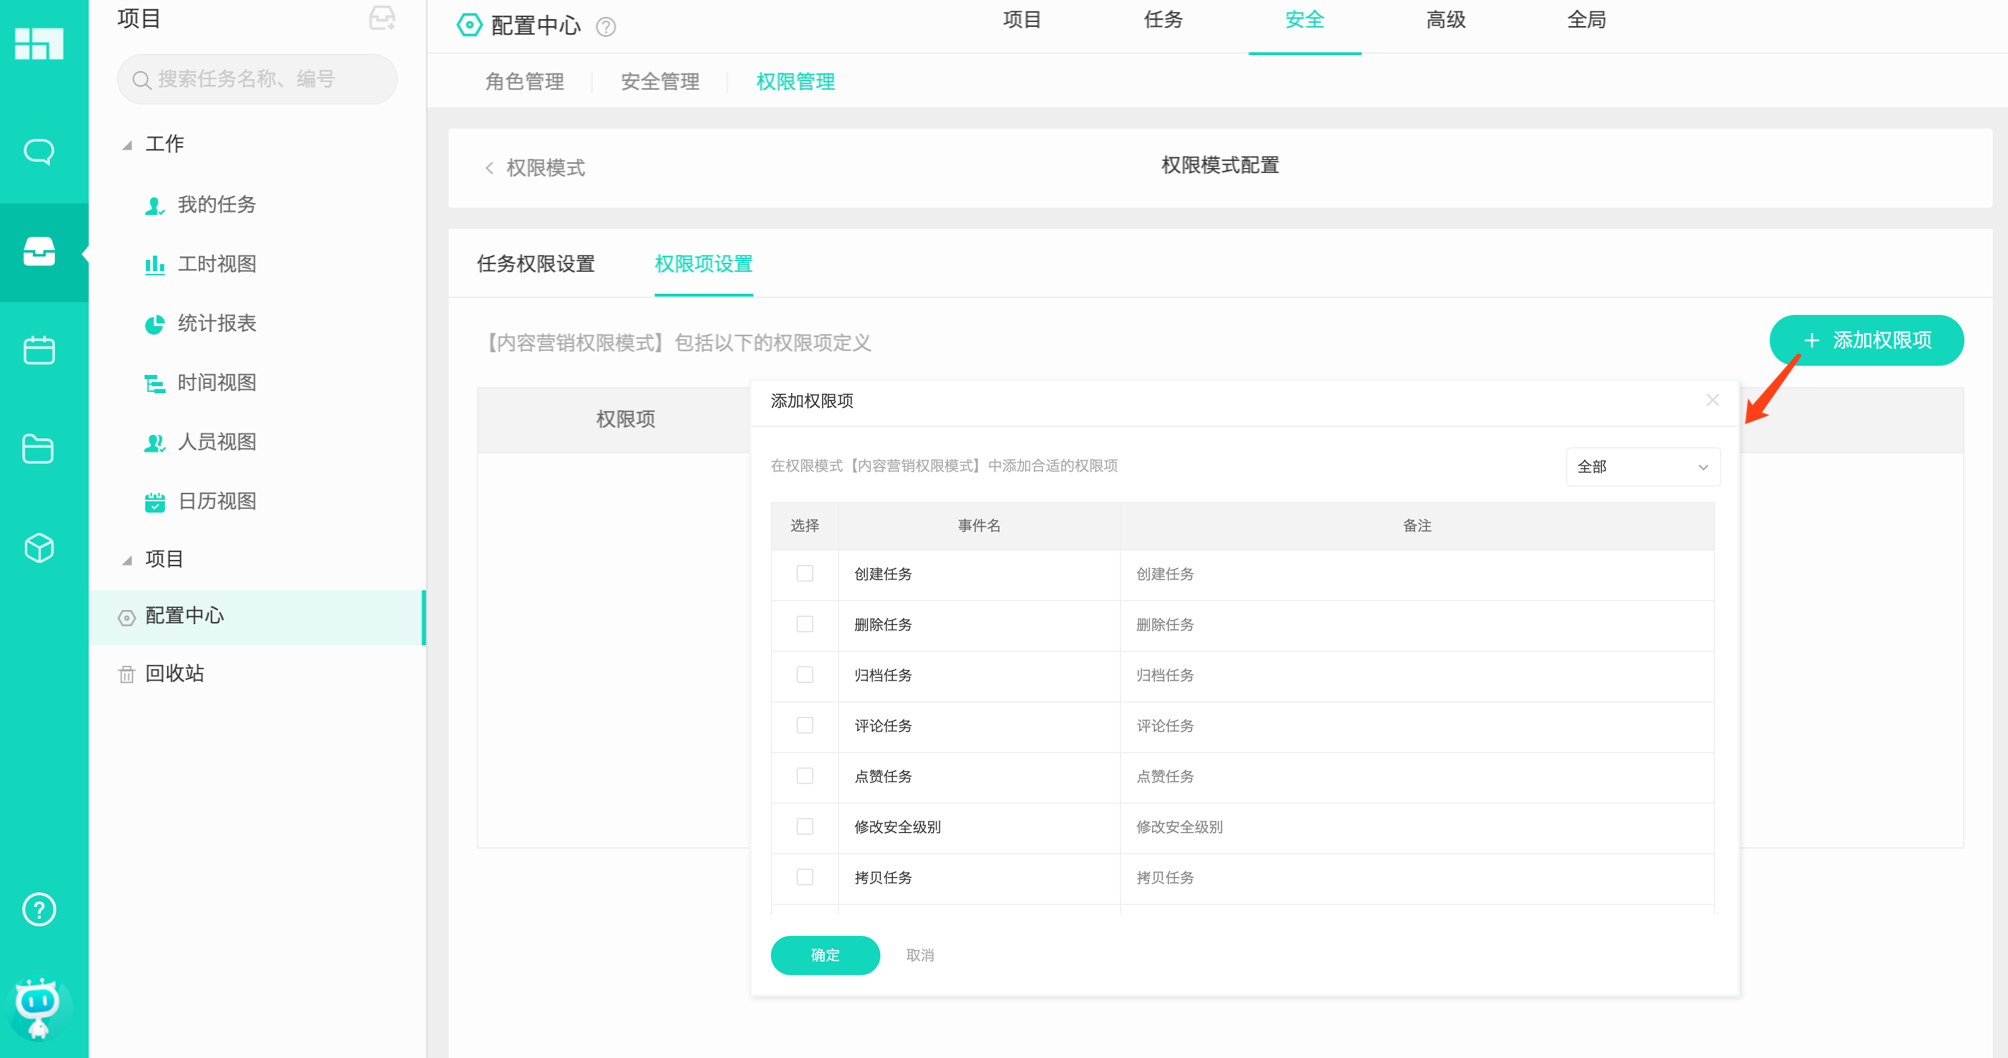 项目
搜索任务名称、编号
工作
我的任务
工时视图
统计报表
时间视图
人员视图
日历视图
项目
配置中心
回收站
配置中心 ?
项目 任务 安全 高级 全局
角色管理 安全管理 权限管理
< 权限模式
权限模式配置
任务权限设置 权限项设置
【内容营销权限模式】包括以下的权限项定义
+ 添加权限项
权限项
添加权限项
在权限模式【内容营销权限模式】中添加合适的权限项
全部
选择 事件名 备注
创建任务 创建任务
删除任务 删除任务
归档任务 归档任务
评论任务 评论任务
点赞任务 点赞任务
修改安全级别 修改安全级别
拷贝任务 拷贝任务
确定 取消
?